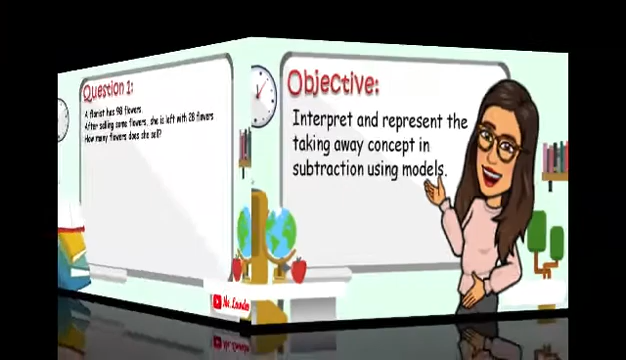 Question 1:
A florist has 90 flowers.
After selling some flowers, she is left with 28 flowers
How many flowers does she sell?
Objective:
Interpret and represent the
taking away concept in
subtraction using models.